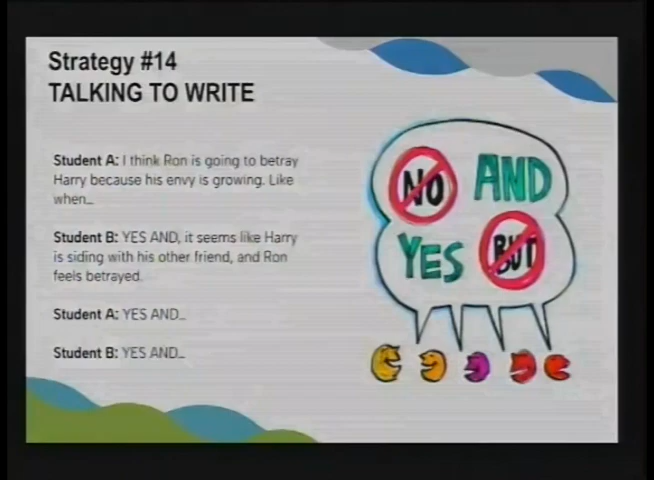 Strategy #14
TALKING TO WRITE
Student A: I think Ron is going to betray
Harry because his envy is growing. Like
when...
Student B: YES AND, it seems like Harry
is siding with his other friend, and Ron
feels betrayed.
Student A: YES AND...
Student B: YES AND...
NO AND
YES BUT